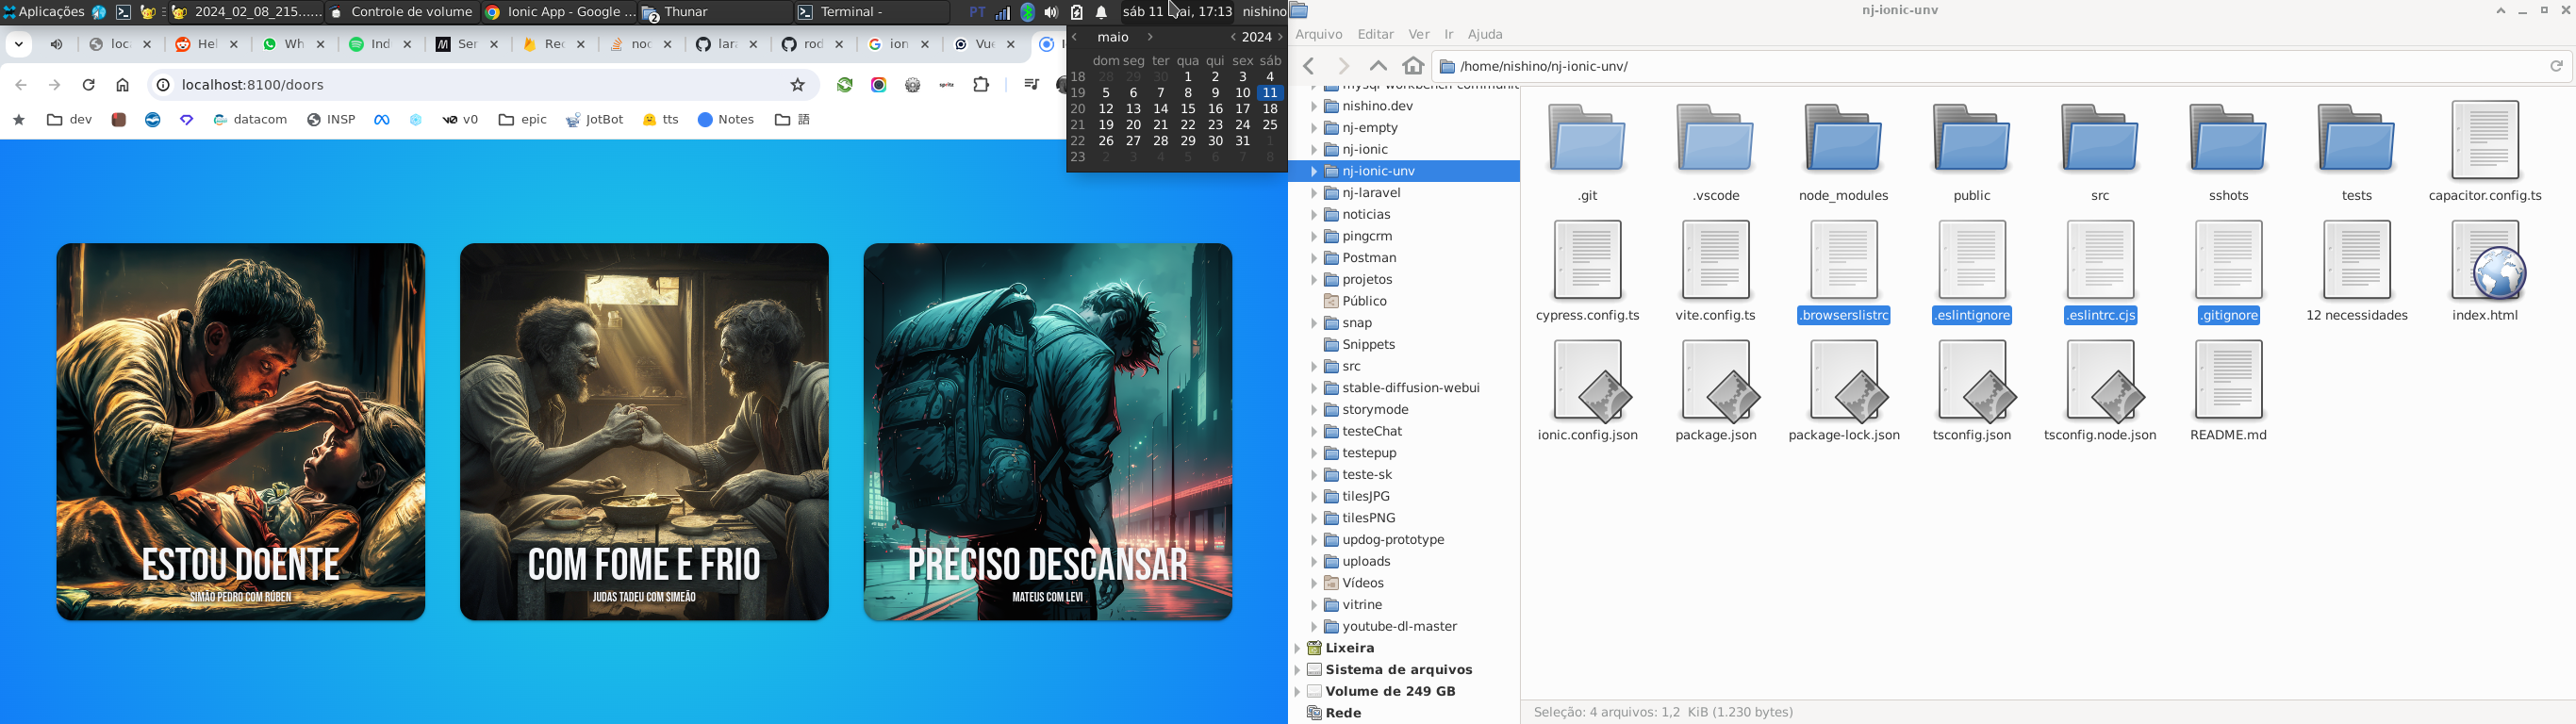 Aplicações 2024_02_08_215...... Controle de volume Ionic App - Google ... 2 Thunar Terminal - PT sáb 11 ai, 17:13 nishino
loc Hel Wh Ind Ser Rec noc lara rod ion Vue I
localhost:8100/doors
dev datacom INSP v0 epic JotBot tts Notes 語
maio 2024
dom seg ter qua qui sex sáb
18 28 29 30 1 2 3 4
19 5 6 7 8 9 10 11
20 12 13 14 15 16 17 18
21 19 20 21 22 23 24 25
22 26 27 28 29 30 31 1
23 2 3 4 5 6 7 8
ESTOU DOENTE
SIMÃO PEDRO COM RÚBEN
COM FOME E FRIO
JUDAS TADEU COM SIMEÃO
PRECISO DESCANSAR
MATEUS COM LEVI
nj-ionic-unv
Arquivo Editar Ver Ir Ajuda
/home/nishino/nj-ionic-unv/
mysql-workbench-communit
nishino.dev
nj-empty
nj-ionic
nj-ionic-unv
nj-laravel
noticias
pingcrm
Postman
projetos
Público
snap
Snippets
src
stable-diffusion-webui
storymode
testeChat
testepup
teste-sk
tilesJPG
tilesPNG
updog-prototype
uploads
Vídeos
vitrine
youtube-dl-master
Lixeira
Sistema de arquivos
Volume de 249 GB
Rede
.git .vscode node_modules public src sshots tests capacitor.config.ts
cypress.config.ts vite.config.ts .browserslistrc .eslintignore .eslintrc.cjs .gitignore 12 necessidades index.html
ionic.config.json package.json package-lock.json tsconfig.json tsconfig.node.json README.md
Seleção: 4 arquivos: 1,2 KiB (1.230 bytes)